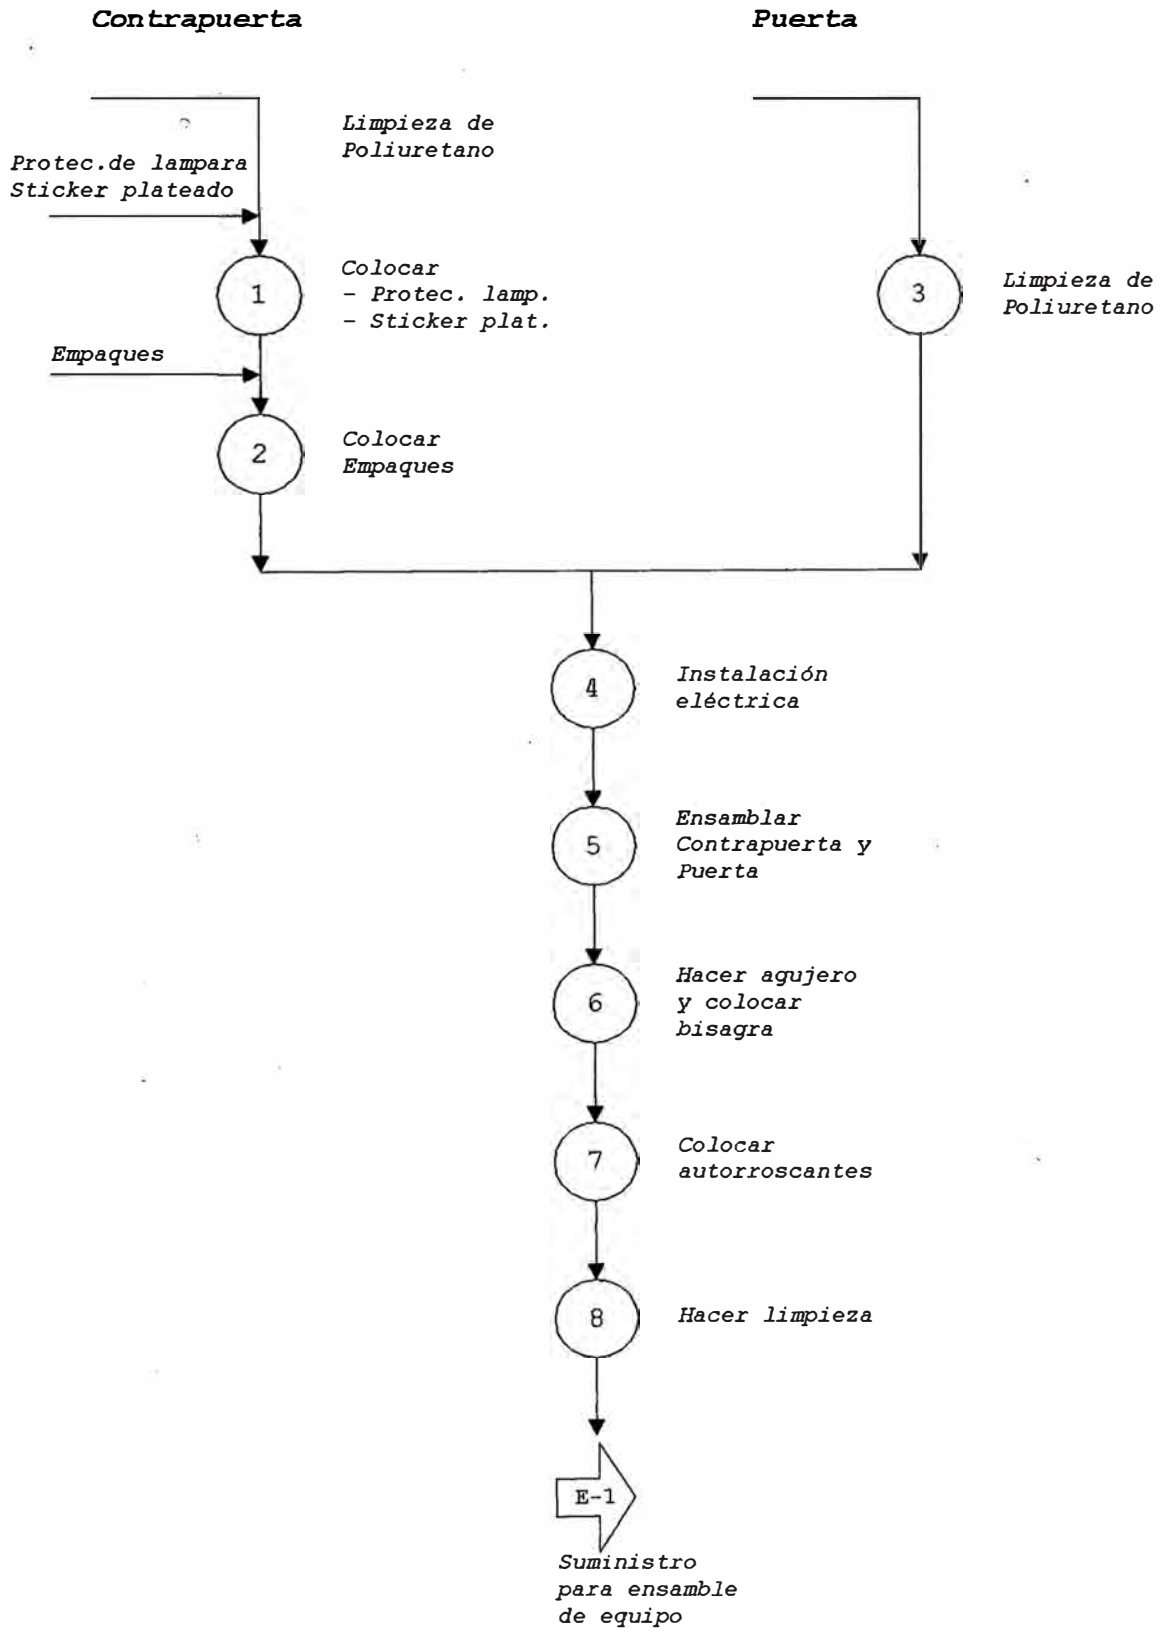 Contrapuerta
Puerta
Limpieza de
Poliuretano
Protec.de lampara
Sticker plateado
1
Colocar
- Protec. lamp.
- Sticker plat.
3
Limpieza de
Poliuretano
Empaques
2
Colocar
Empaques
4
Instalación
eléctrica
5
Ensamblar
Contrapuerta y
Puerta
6
Hacer agujero
y colocar
bisagra
7
Colocar
autorroscantes
8
Hacer limpieza
E-1
Suministro
para ensamble
de equipo